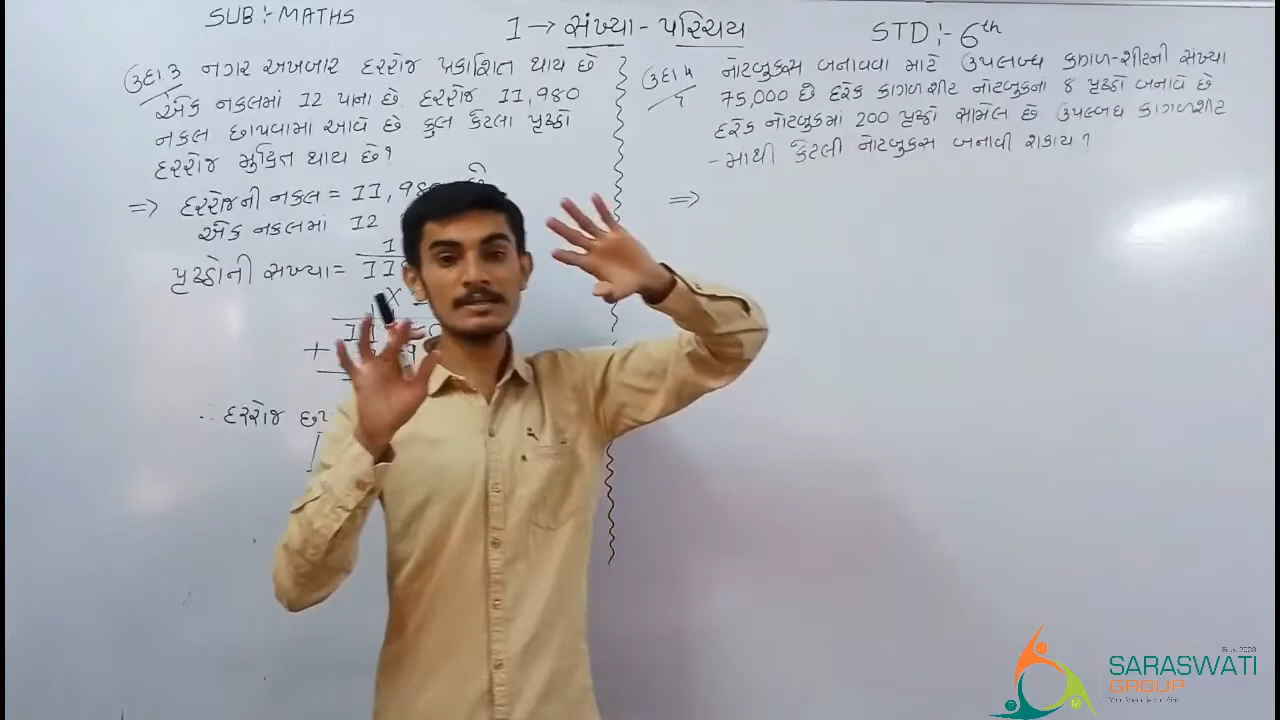 SUB:- MATHS
1 → સંખ્યા - પરિચય
STD:- 6th
ઉદા 3 નગર અખબાર દરરોજ પ્રકાશિત થાય છે
એક નકલમાં 12 પાના છે. દરરોજ 11,980
નકલ છાપવામાં આવે છે કુલ કેટલા પૃષ્ઠો
દરરોજ મુદ્રિત થાય છે?
=> દરરોજની નકલ = 11,980 છે
એક નકલમાં 12
પૃષ્ઠોની સંખ્યા =
∴ દરરોજ
ઉદા 4 નોટબુક્સ બનાવવા માટે ઉપલબ્ધ કાગળ-શીટની સંખ્યા
75,000 છે દરેક કાગળશીટ નોટબુકના 8 પૃષ્ઠો બનાવે છે.
દરેક નોટબુકમાં 200 પૃષ્ઠો સામેલ છે ઉપલબ્ધ કાગળશીટ
-માથી કેટલી નોટબુકસ બનાવી શકાય ?
=>
SARASWATI
GROUP